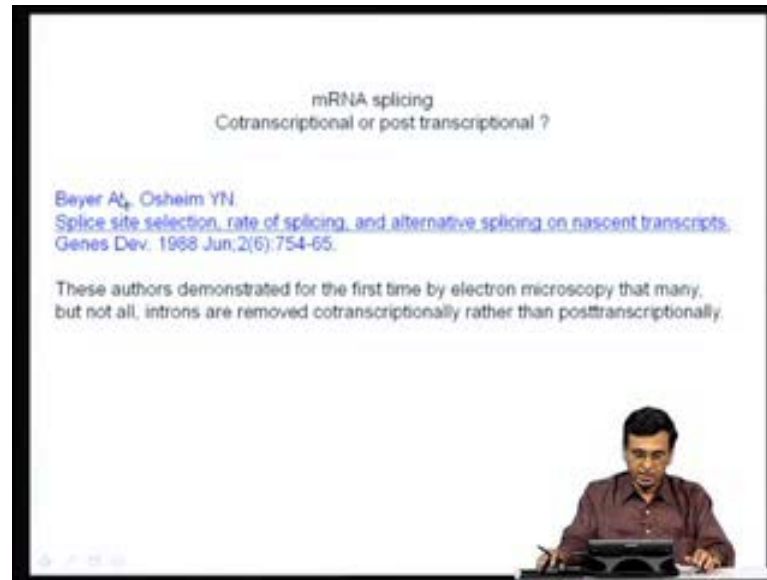 mRNA splicing
Cotranscriptional or post transcriptional ?
Beyer AL, Osheim YN.
Splice site selection, rate of splicing, and alternative splicing on nascent transcripts.
Genes Dev. 1988 Jun;2(6):754-65.
These authors demonstrated for the first time by electron microscopy that many,
but not all, introns are removed cotranscriptionally rather than posttranscriptionally.